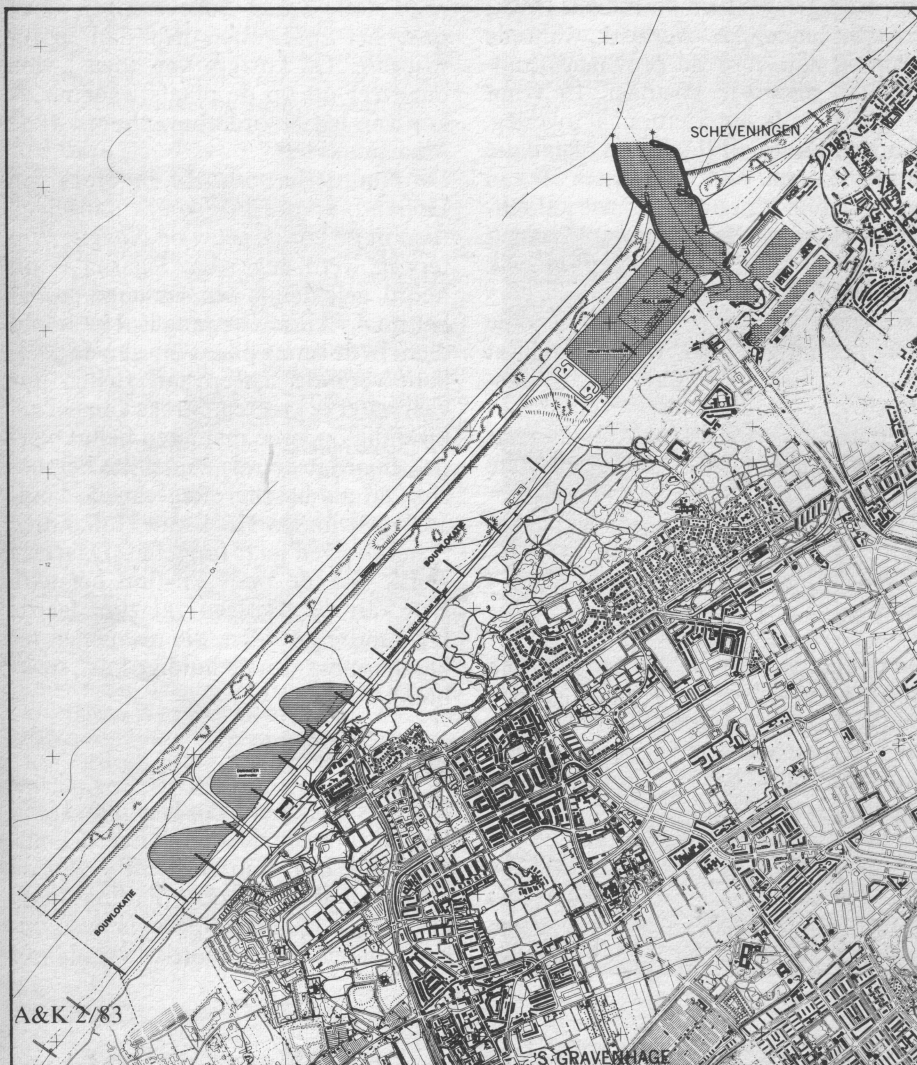 SCHEVENINGEN
BOUWLOKATIE
BOUWLOKATIE
A&K 2/83
'S-GRAVENHAGE